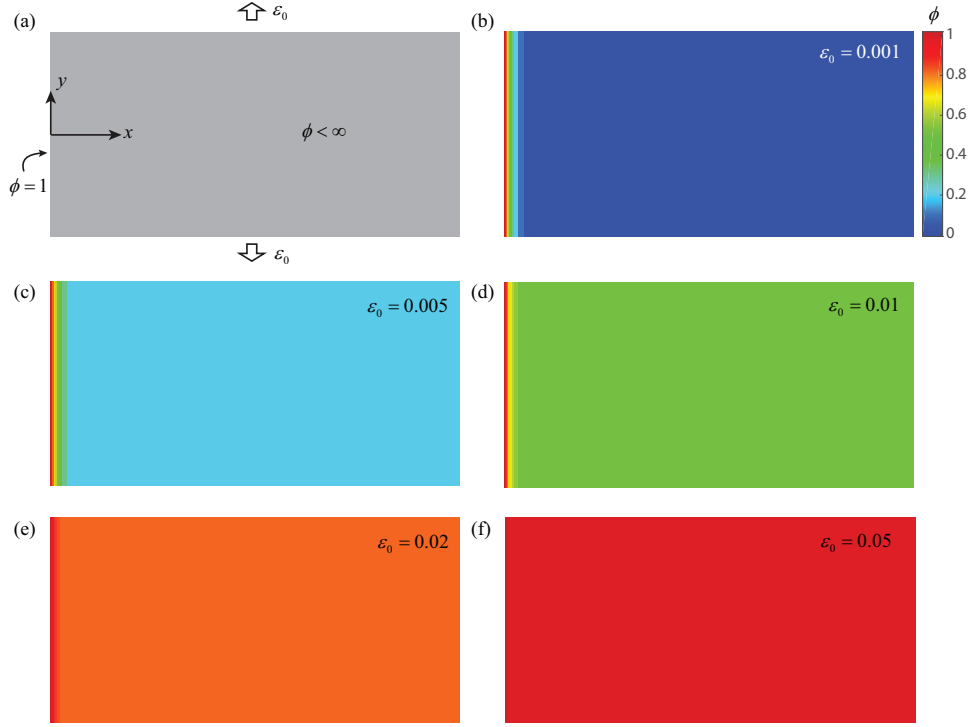 (a)
ε₀
y
x
ϕ < ∞
ϕ = 1
ε₀
(b)
ε₀ = 0.001
ϕ
1
0.8
0.6
0.4
0.2
0
(c)
ε₀ = 0.005
(d)
ε₀ = 0.01
(e)
ε₀ = 0.02
(f)
ε₀ = 0.05